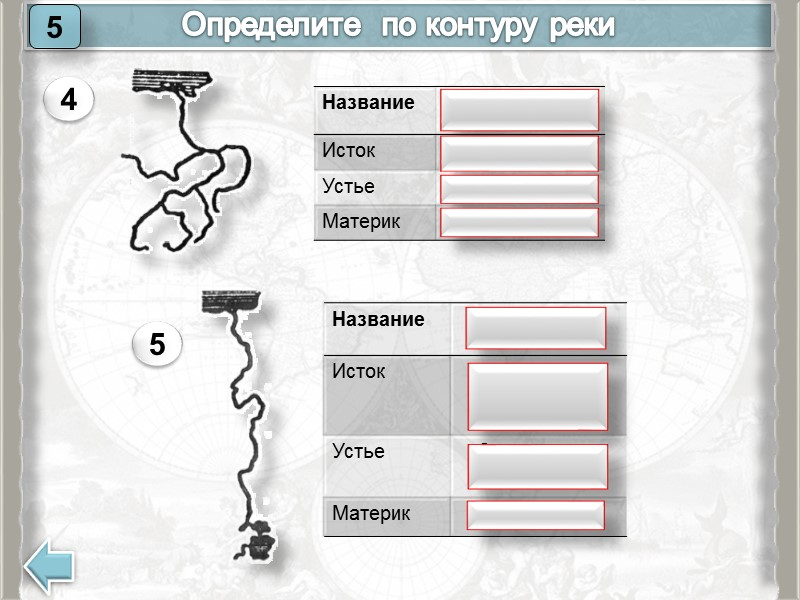 5
Определите по контуру реки
4
Название
Исток
Устье
Материк
5
Название
Исток
Устье
Материк